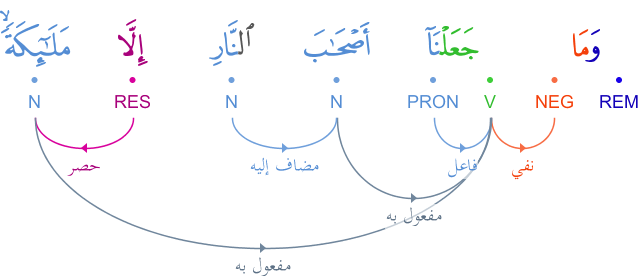 وَمَا جَعَلْنَآ أَصْحَٰبَ ٱلنَّارِ إِلَّا مَلَٰٓئِكَةً ۙ
REM NEG V PRON N N RES N
نفي فاعل مضاف إليه حصر
مفعول به
مفعول به